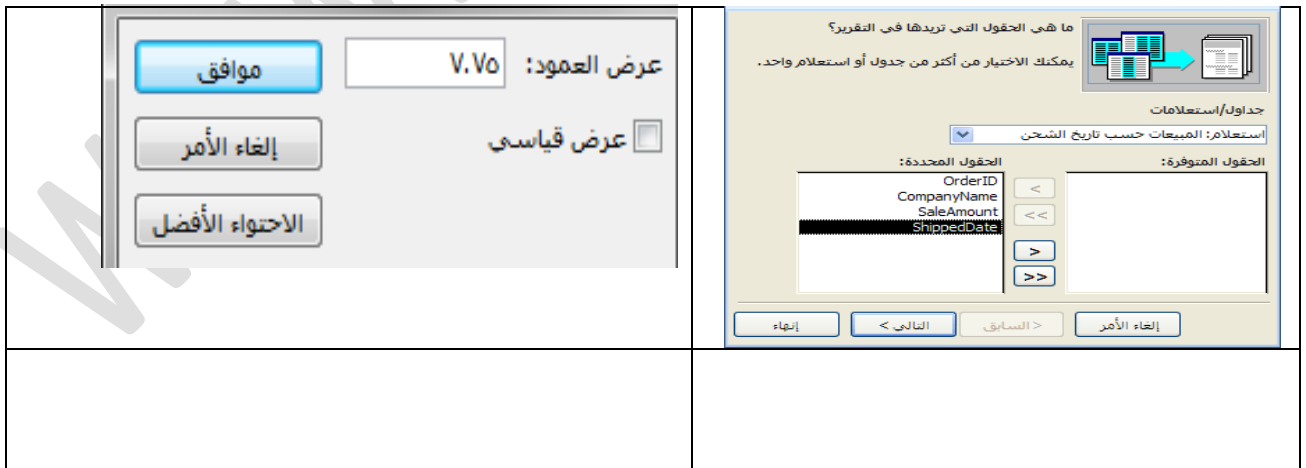 ما هي الحقول التي تريدها في التقرير؟
يمكنك الاختيار من أكثر من جدول أو استعلام واحد.
جداول/استعلامات
استعلام: المبيعات حسب تاريخ الشحن
الحقول المتوفرة:
الحقول المحددة:
OrderID
CompanyName
SaleAmount
ShippedDate
<
<<
>
>>
إلغاء الأمر
< السابق
التالي >
إنهاء
عرض العمود: ٧.٧٥
موافق
عرض قياسي
إلغاء الأمر
الاحتواء الأفضل